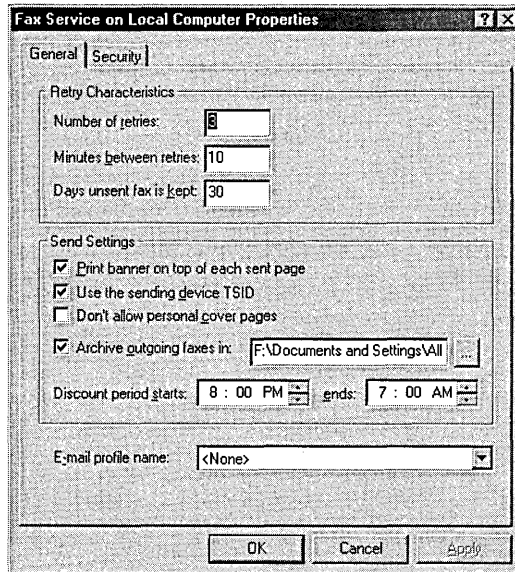 Fax Service on Local Computer Properties
General Security
Retry Characteristics
Number of retries: 3
Minutes between retries: 10
Days unsent fax is kept: 30
Send Settings
Print banner on top of each sent page
Use the sending device TSID
Don't allow personal cover pages
Archive outgoing faxes in: F:\Documents and Settings\All ...
Discount period starts: 8 : 00 PM ends: 7 : 00 AM
E-mail profile name: <None>
OK Cancel Apply